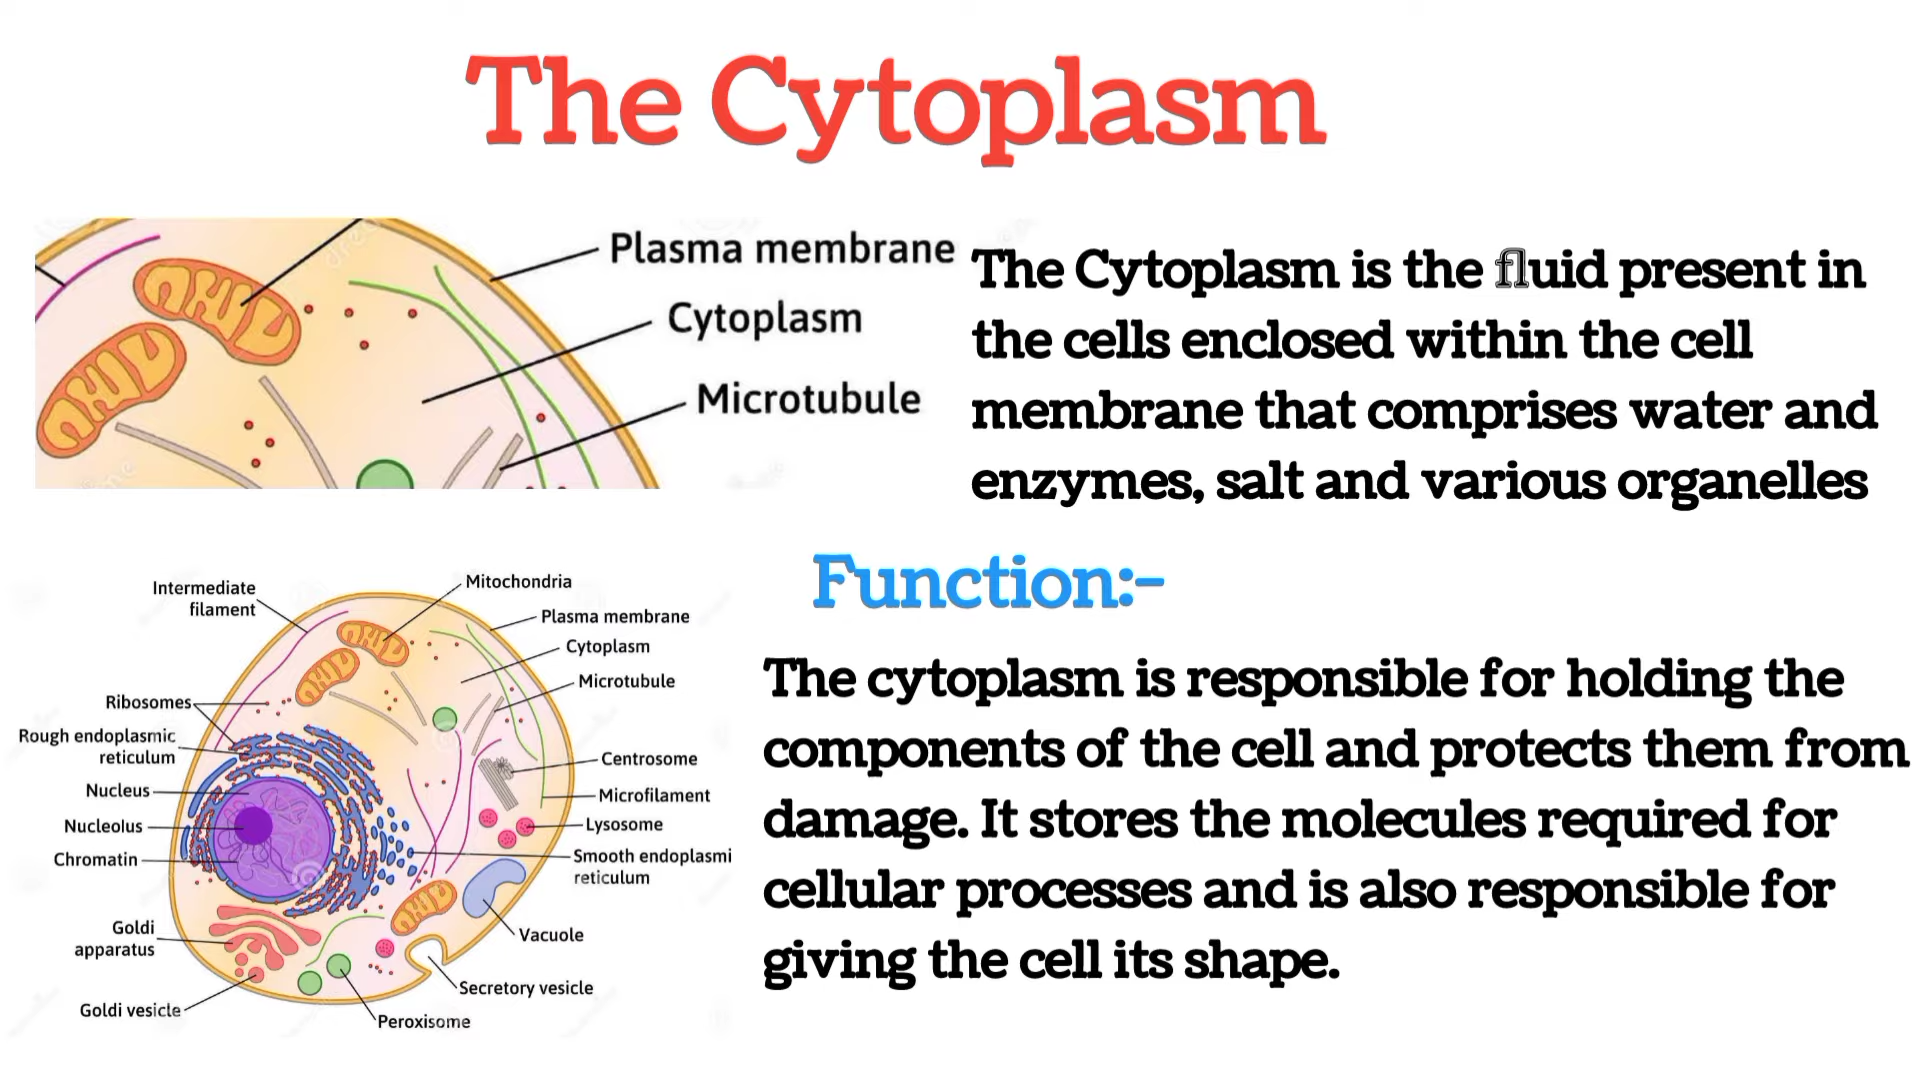 The Cytoplasm
Plasma membrane
Cytoplasm
Microtubule
The Cytoplasm is the fluid present in
the cells enclosed within the cell
membrane that comprises water and
enzymes, salt and various organelles
Function:-
The cytoplasm is responsible for holding the
components of the cell and protects them from
damage. It stores the molecules required for
cellular processes and is also responsible for
giving the cell its shape.
Intermediate
filament
Mitochondria
Plasma membrane
Cytoplasm
Microtubule
Ribosomes
Rough endoplasmic
reticulum
Nucleus
Nucleolus
Chromatin
Centrosome
Microfilament
Lysosome
Smooth endoplasmi
reticulum
Goldi
apparatus
Vacuole
Secretory vesicle
Goldi vesicle
Peroxisome